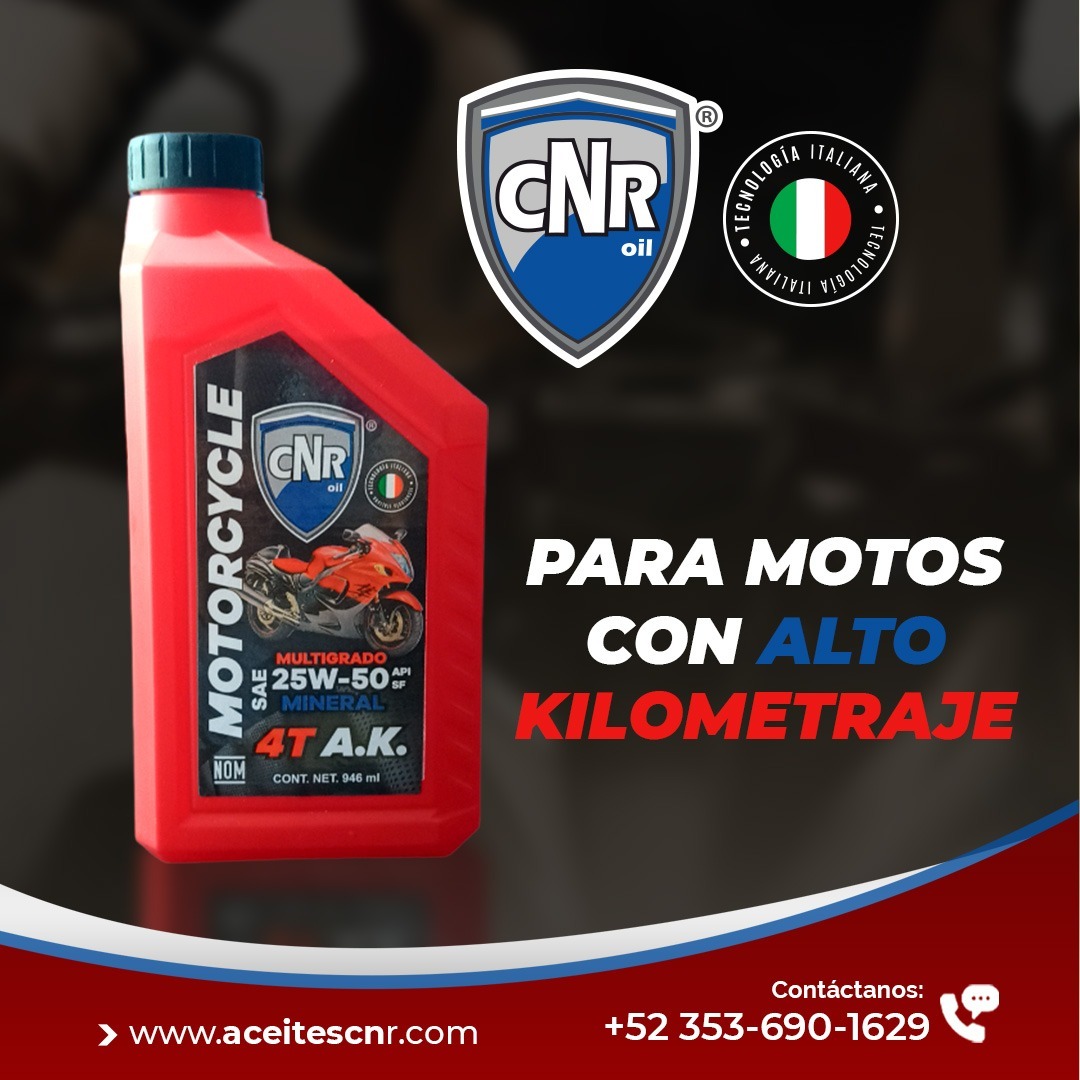 CNR
oil
®
TECNOLOGÍA ITALIANA • TECNOLOGÍA ITALIANA •
MOTORCYCLE
CNR
oil
®
MULTIGRADO
SAE 25W-50 API SF
MINERAL
4T A.K.
NOM
CONT. NET. 946 ml
PARA MOTOS
CON ALTO
KILOMETRAJE
www.aceitescnr.com
Contáctanos:
+52 353-690-1629